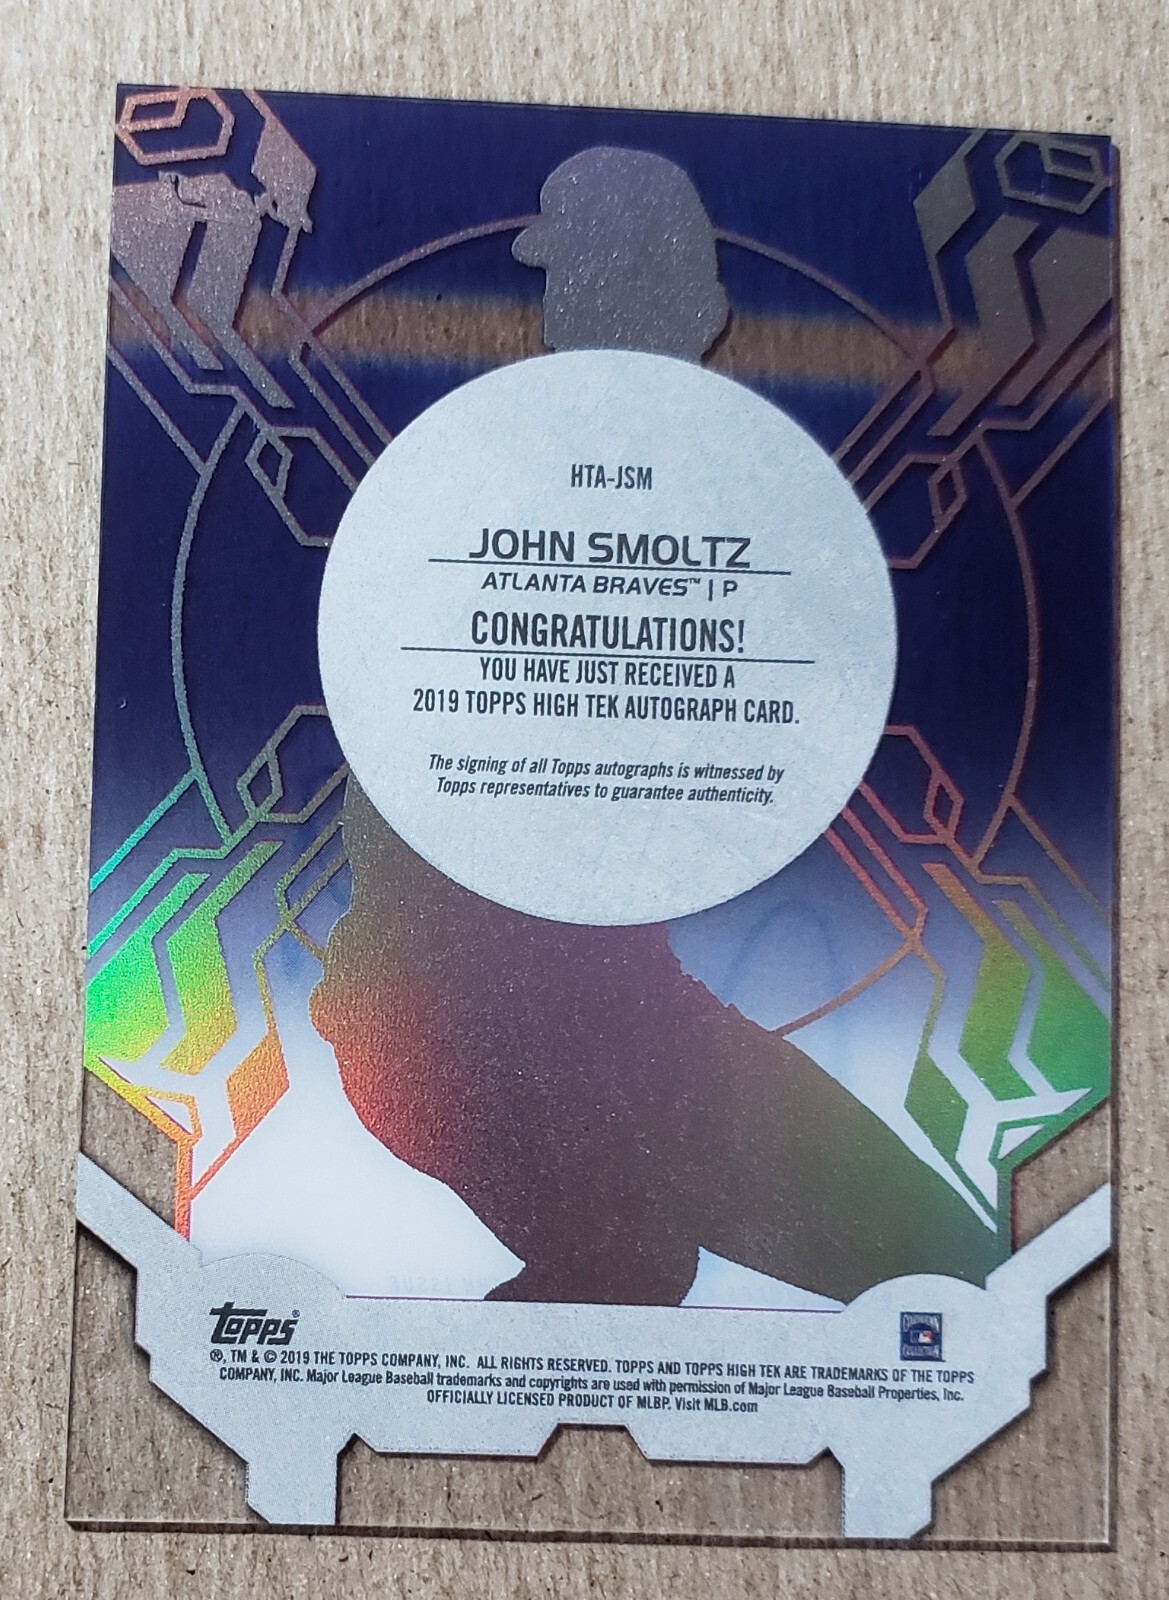 HTA-JSM
JOHN SMOLTZ
ATLANTA BRAVES™ | P
CONGRATULATIONS!
YOU HAVE JUST RECEIVED A
2019 TOPPS HIGH TEK AUTOGRAPH CARD.
The signing of all Topps autographs is witnessed by
Topps representatives to guarantee authenticity.
topps®
COOPERSTOWN
COLLECTION
®, TM & © 2019 THE TOPPS COMPANY, INC. ALL RIGHTS RESERVED. TOPPS AND TOPPS HIGH TEK ARE TRADEMARKS OF THE TOPPS
COMPANY, INC. Major League Baseball trademarks and copyrights are used with permission of Major League Baseball Properties, Inc.
OFFICIALLY LICENSED PRODUCT OF MLBP. Visit MLB.com